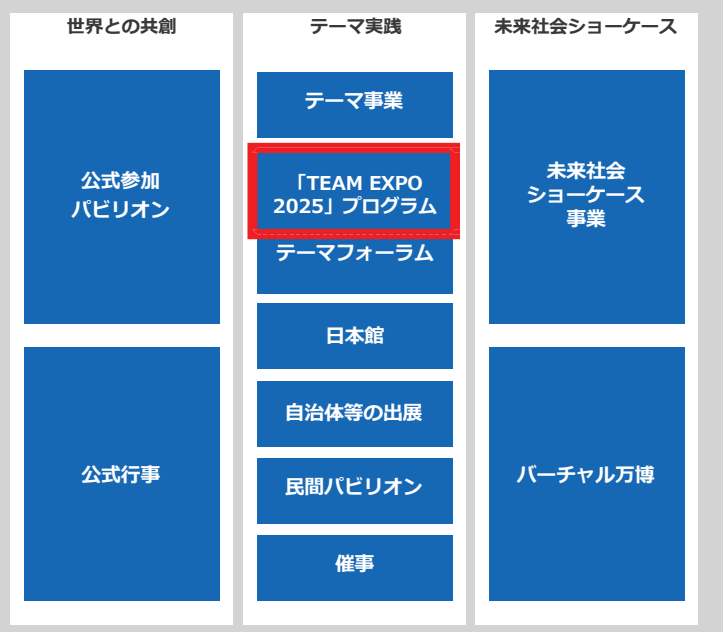 世界との共創
公式参加
パビリオン
公式行事
テーマ実践
テーマ事業
「TEAM EXPO
2025」プログラム
テーマフォーラム
日本館
自治体等の出展
民間パビリオン
催事
未来社会ショーケース
未来社会
ショーケース
事業
バーチャル万博